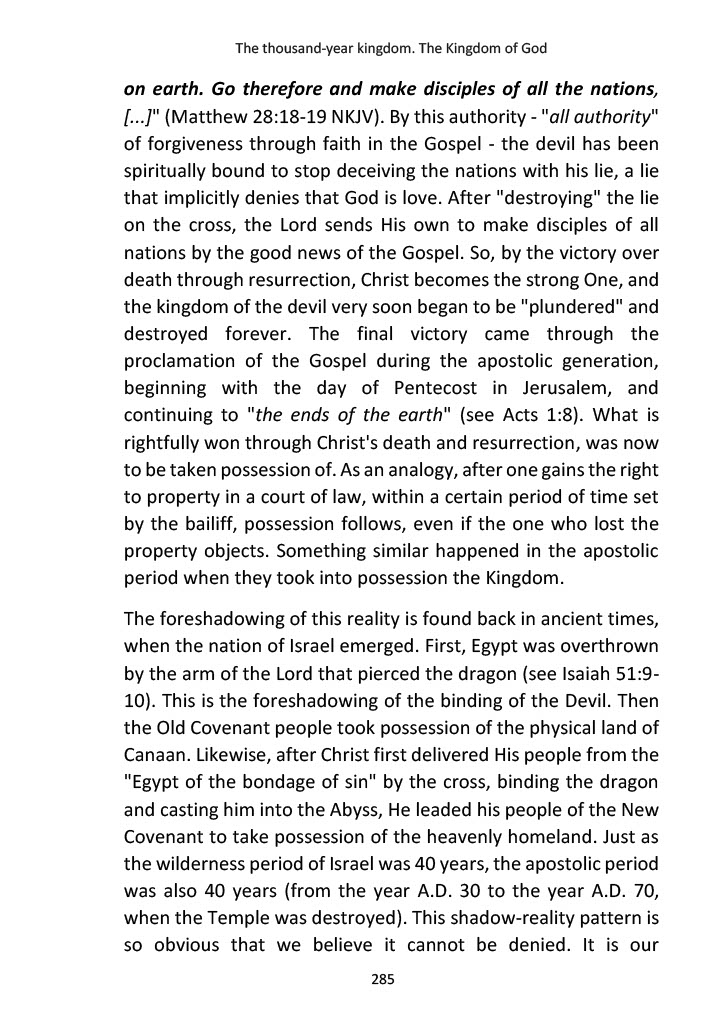 The thousand-year kingdom. The Kingdom of God
on earth. Go therefore and make disciples of all the nations,
[...]" (Matthew 28:18-19 NKJV). By this authority - "all authority"
of forgiveness through faith in the Gospel - the devil has been
spiritually bound to stop deceiving the nations with his lie, a lie
that implicitly denies that God is love. After "destroying" the lie
on the cross, the Lord sends His own to make disciples of all
nations by the good news of the Gospel. So, by the victory over
death through resurrection, Christ becomes the strong One, and
the kingdom of the devil very soon began to be "plundered" and
destroyed forever. The final victory came through the
proclamation of the Gospel during the apostolic generation,
beginning with the day of Pentecost in Jerusalem, and
continuing to "the ends of the earth" (see Acts 1:8). What is
rightfully won through Christ's death and resurrection, was now
to be taken possession of. As an analogy, after one gains the right
to property in a court of law, within a certain period of time set
by the bailiff, possession follows, even if the one who lost the
property objects. Something similar happened in the apostolic
period when they took into possession the Kingdom.
The foreshadowing of this reality is found back in ancient times,
when the nation of Israel emerged. First, Egypt was overthrown
by the arm of the Lord that pierced the dragon (see Isaiah 51:9-
10). This is the foreshadowing of the binding of the Devil. Then
the Old Covenant people took possession of the physical land of
Canaan. Likewise, after Christ first delivered His people from the
"Egypt of the bondage of sin" by the cross, binding the dragon
and casting him into the Abyss, He leaded his people of the New
Covenant to take possession of the heavenly homeland. Just as
the wilderness period of Israel was 40 years, the apostolic period
was also 40 years (from the year A.D. 30 to the year A.D. 70,
when the Temple was destroyed). This shadow-reality pattern is
so obvious that we believe it cannot be denied. It is our
285